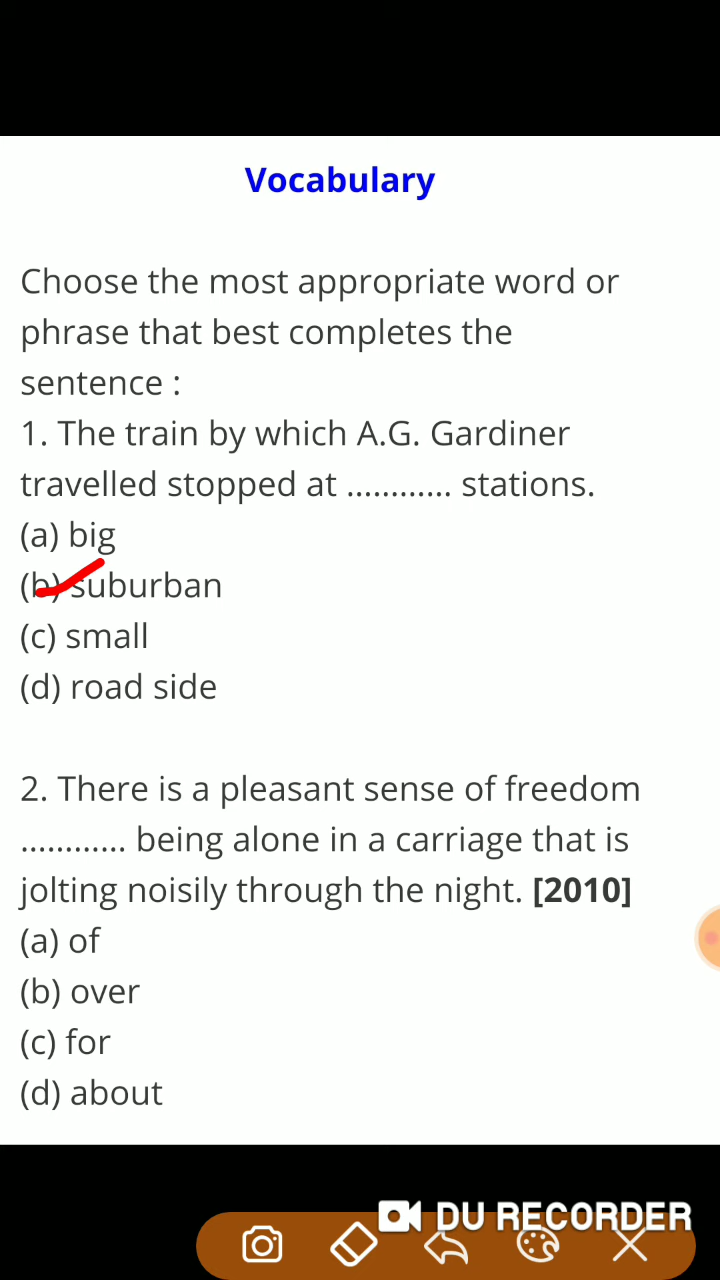 Vocabulary
Choose the most appropriate word or
phrase that best completes the
sentence :
1. The train by which A.G. Gardiner
travelled stopped at ............ stations.
(a) big
(b) suburban
(c) small
(d) road side
2. There is a pleasant sense of freedom
............ being alone in a carriage that is
jolting noisily through the night. [2010]
(a) of
(b) over
(c) for
(d) about
DU RECORDER